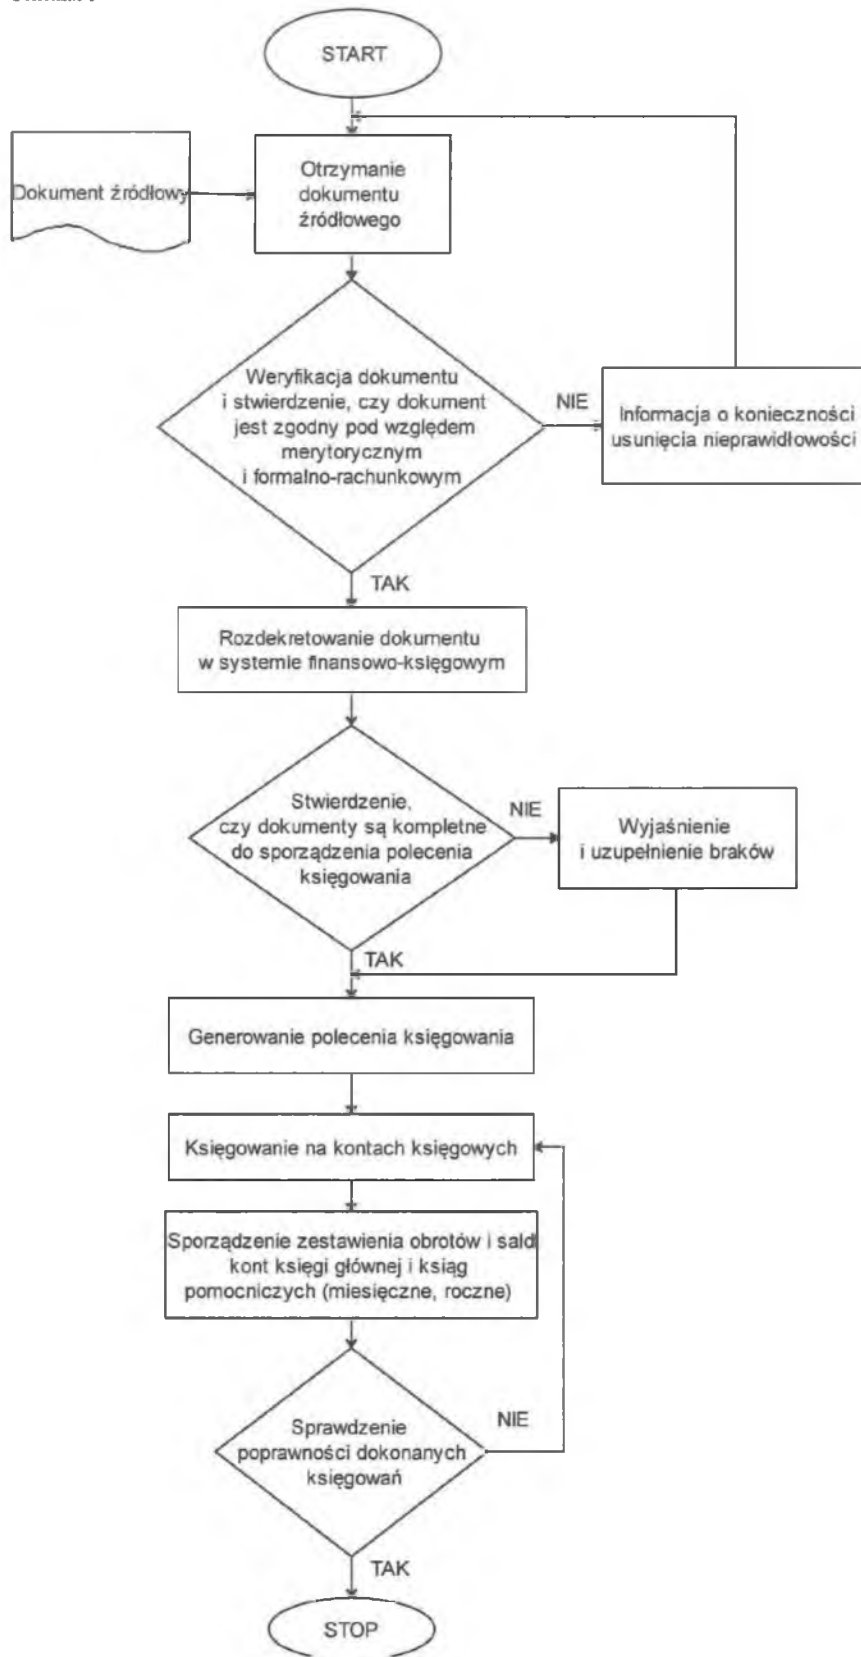 START
Dokument źródłowy
Otrzymanie
dokumentu
źródłowego
Weryfikacja dokumentu
i stwierdzenie, czy dokument
jest zgodny pod względem
merytorycznym
i formalno-rachunkowym
NIE
Informacja o konieczności
usunięcia nieprawidłowości
TAK
Rozdekretowanie dokumentu
w systemie finansowo-księgowym
Stwierdzenie,
czy dokumenty są kompletne
do sporządzenia polecenia
księgowania
NIE
Wyjaśnienie
i uzupełnienie braków
TAK
Generowanie polecenia księgowania
Księgowanie na kontach księgowych
Sporządzenie zestawienia obrotów i sald
kont księgi głównej i ksiąg
pomocniczych (miesięczne, roczne)
Sprawdzenie
poprawności dokonanych
księgowań
NIE
TAK
STOP